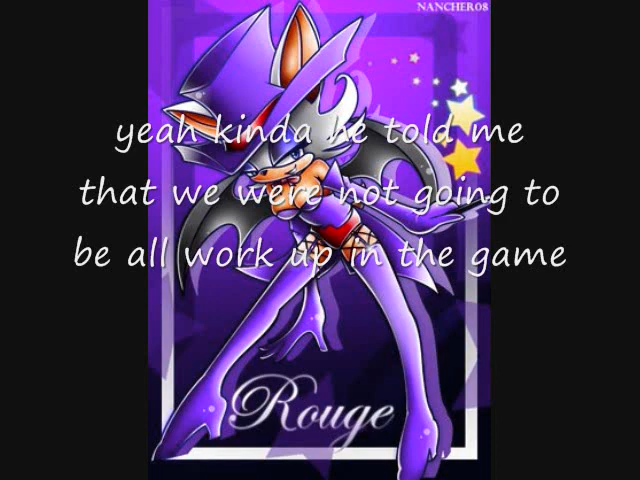 NANCHER08
yeah kinda he told me
that we were not going to
be all work up in the game
Rouge